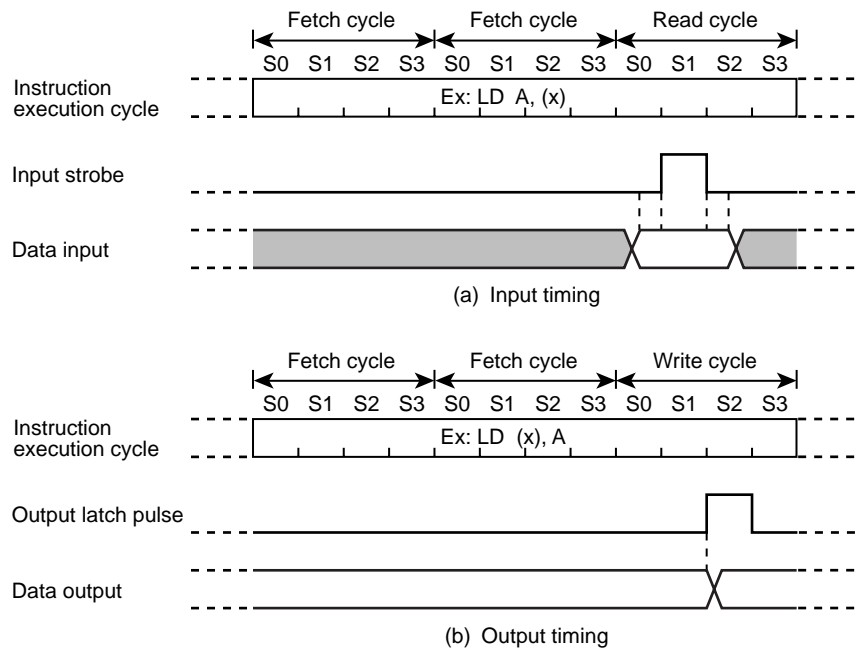 Fetch cycle Fetch cycle Read cycle
S0 S1 S2 S3 S0 S1 S2 S3 S0 S1 S2 S3
Instruction
execution cycle
Ex: LD A, (x)
Input strobe
Data input
(a) Input timing
Fetch cycle Fetch cycle Write cycle
S0 S1 S2 S3 S0 S1 S2 S3 S0 S1 S2 S3
Instruction
execution cycle
Ex: LD (x), A
Output latch pulse
Data output
(b) Output timing